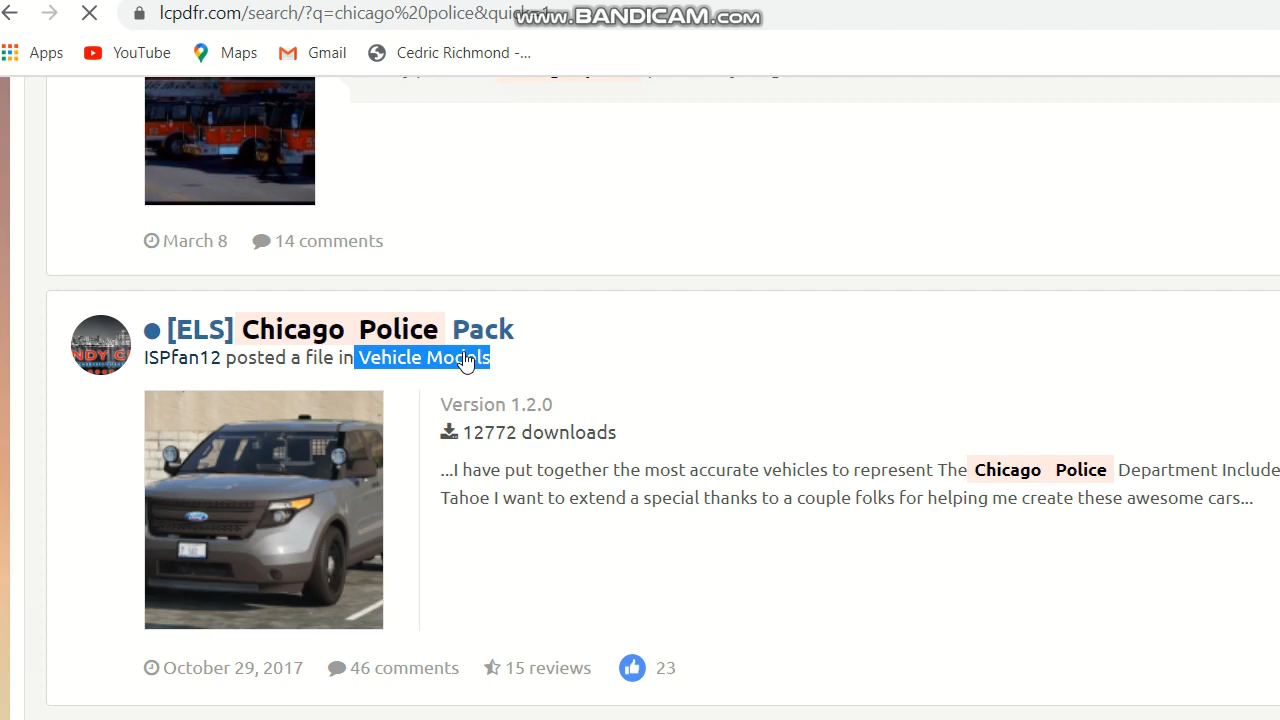 lcpdfr.com/search/?q=chicago%20police&quick=1
www.BANDICAM.com
Apps YouTube Maps Gmail Cedric Richmond -...
March 8 14 comments
[ELS] Chicago Police Pack
ISPfan12 posted a file in Vehicle Models
Version 1.2.0
12772 downloads
...I have put together the most accurate vehicles to represent The Chicago Police Department Include
Tahoe I want to extend a special thanks to a couple folks for helping me create these awesome cars...
October 29, 2017 46 comments 15 reviews 23